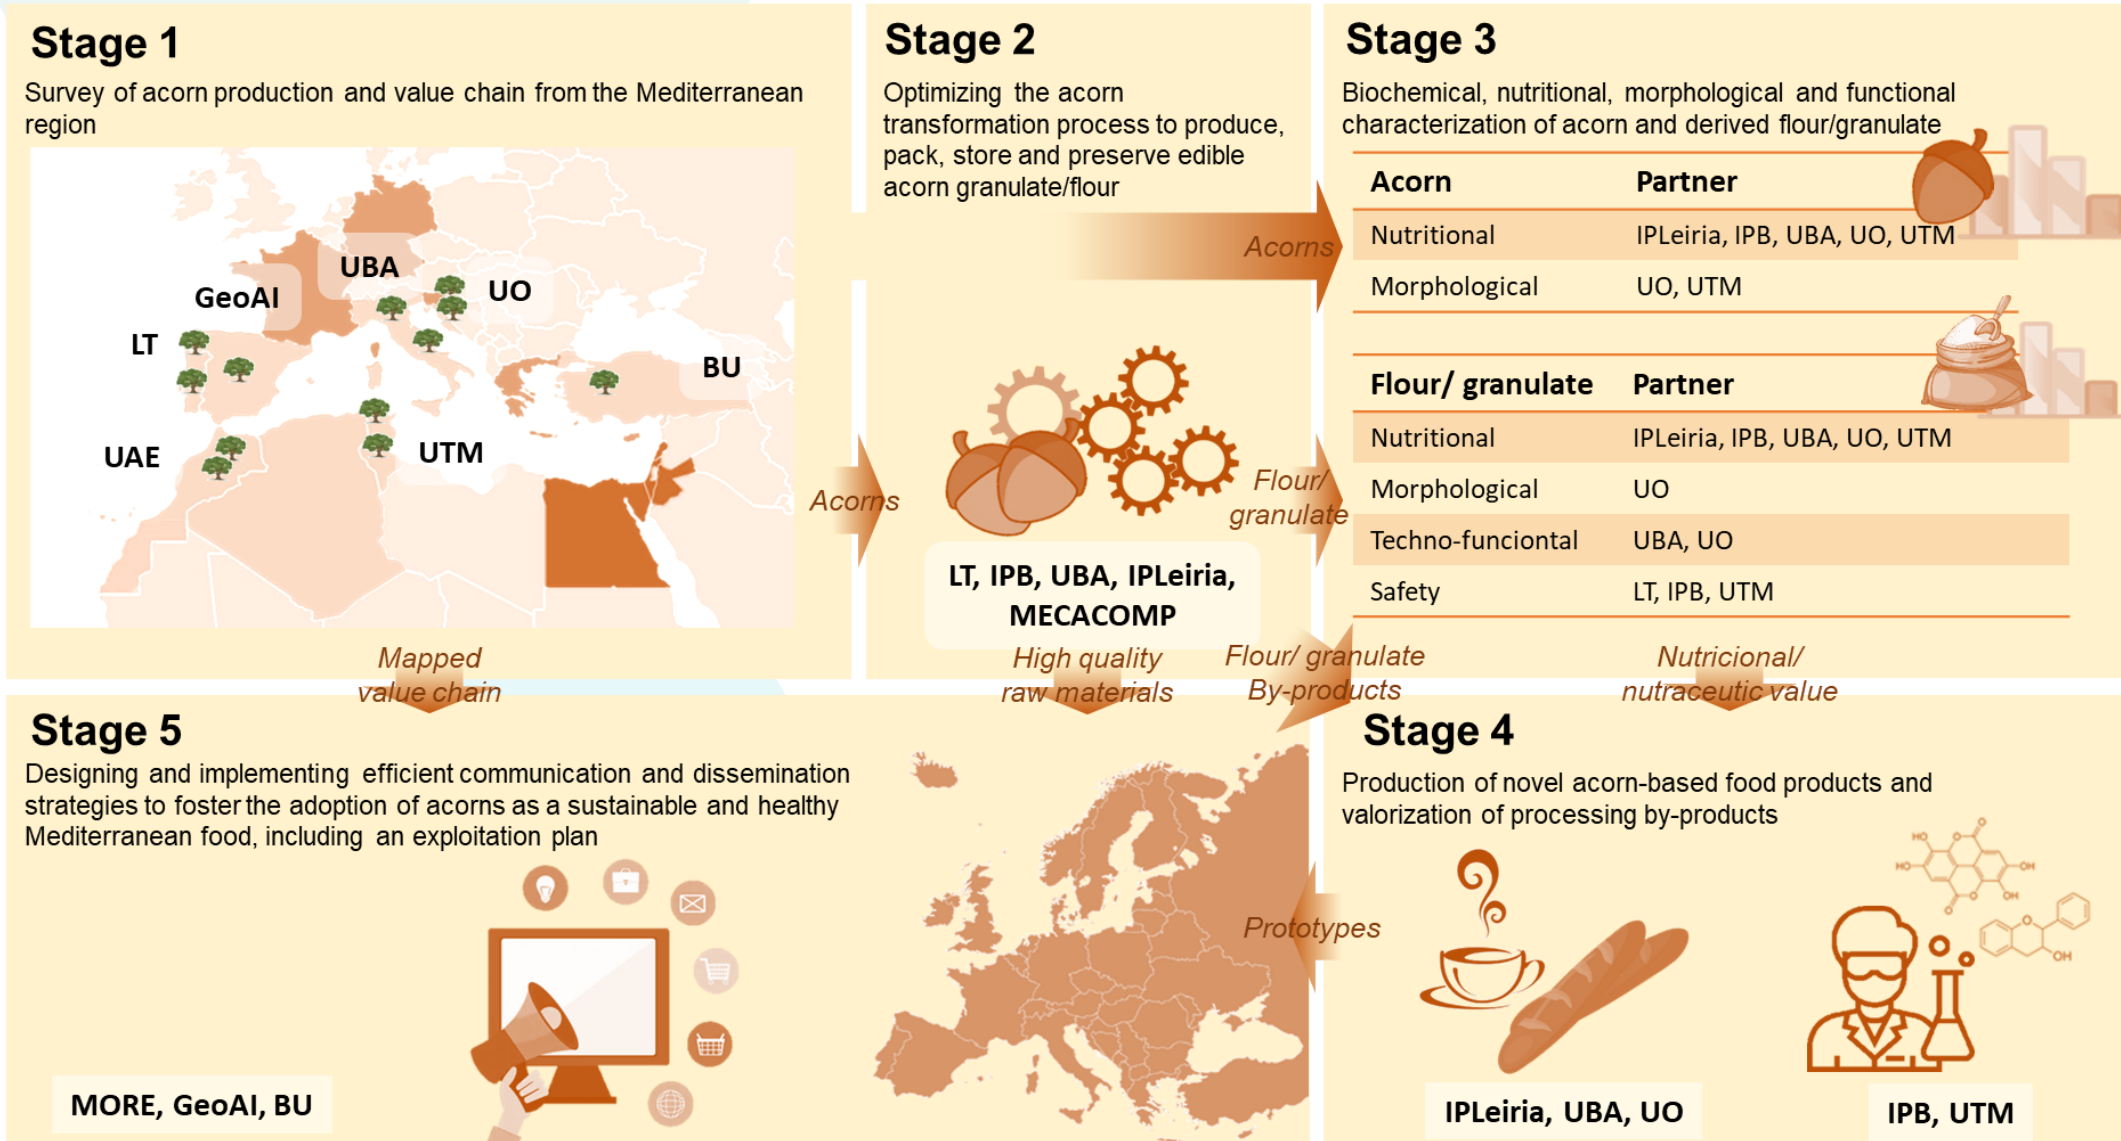 Stage 1
Survey of acorn production and value chain from the Mediterranean
region
UBA
GeoAI
UO
LT
BU
UAE
UTM
Acorns
Mapped
value chain
Stage 2
Optimizing the acorn
transformation process to produce,
pack, store and preserve edible
acorn granulate/flour
Acorns
Flour/
granulate
LT, IPB, UBA, IPLeiria,
MECACOMP
High quality
raw materials
Flour/ granulate
By-products
Stage 3
Biochemical, nutritional, morphological and functional
characterization of acorn and derived flour/granulate
Acorn Partner
Nutritional IPLeiria, IPB, UBA, UO, UTM
Morphological UO, UTM
Flour/ granulate Partner
Nutritional IPLeiria, IPB, UBA, UO, UTM
Morphological UO
Techno-funciontal UBA, UO
Safety LT, IPB, UTM
Nutricional/
nutraceutic value
Stage 5
Designing and implementing efficient communication and dissemination
strategies to foster the adoption of acorns as a sustainable and healthy
Mediterranean food, including an exploitation plan
MORE, GeoAI, BU
Prototypes
Stage 4
Production of novel acorn-based food products and
valorization of processing by-products
HO
HO
HO
O
O
O
O
OH
OH
OH
O
OH
IPLeiria, UBA, UO
IPB, UTM